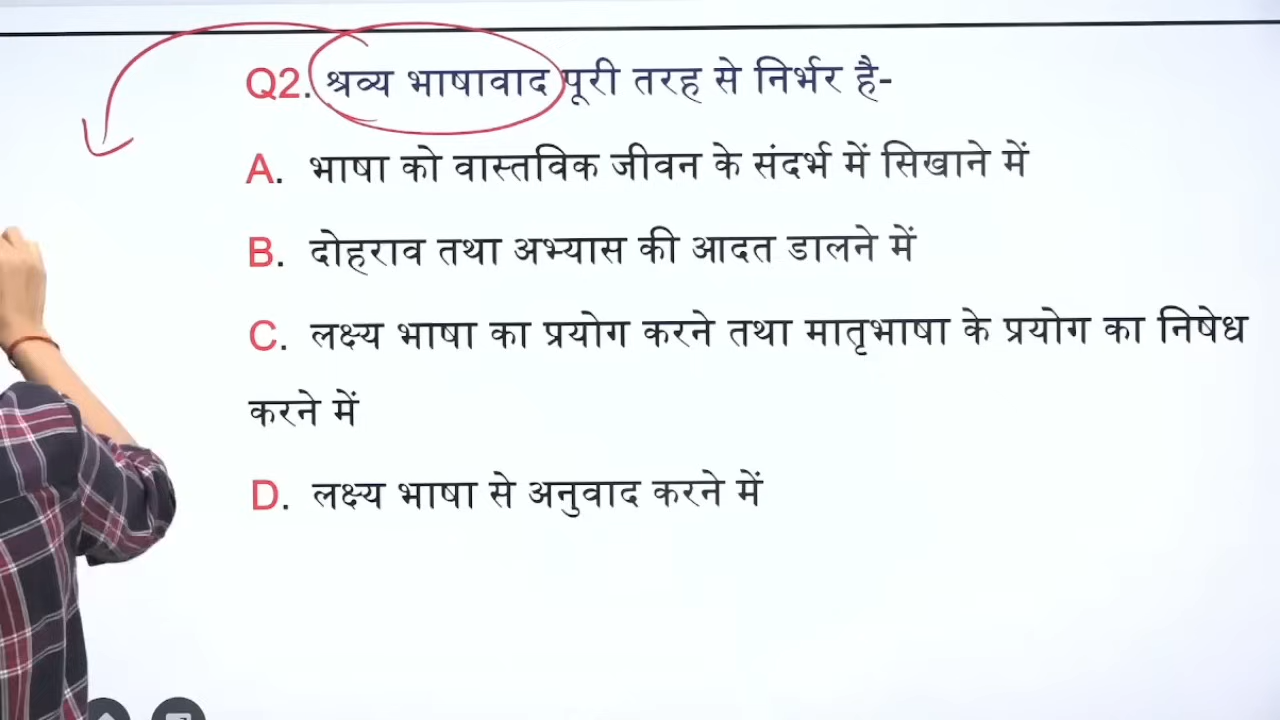 Q2. श्रव्य भाषावाद पूरी तरह से निर्भर है-
A. भाषा को वास्तविक जीवन के संदर्भ में सिखाने में
B. दोहराव तथा अभ्यास की आदत डालने में
C. लक्ष्य भाषा का प्रयोग करने तथा मातृभाषा के प्रयोग का निषेध
करने में
D. लक्ष्य भाषा से अनुवाद करने में